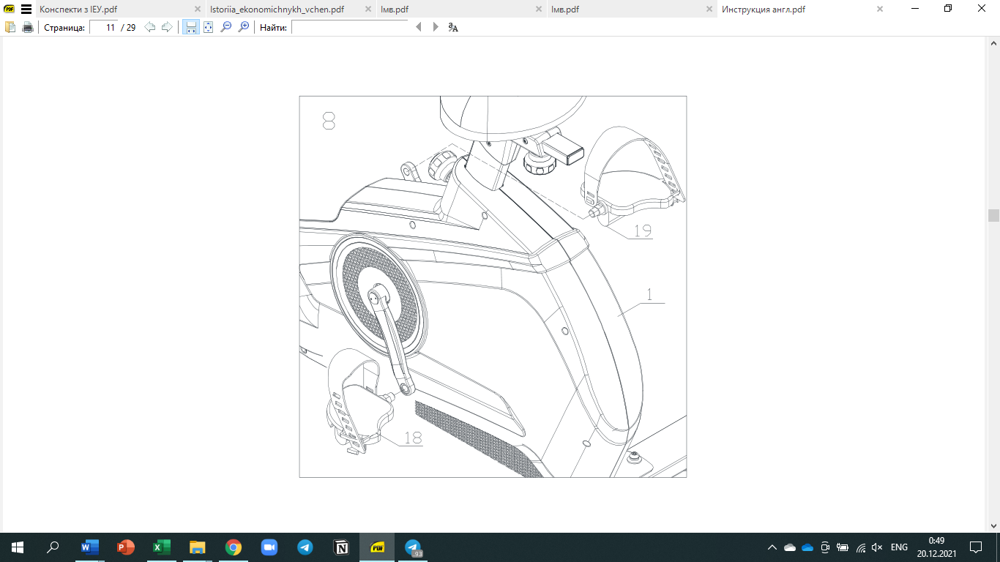 PDF Конспекти з ІЕУ.pdf Istoriia_ekonomichnykh_vchen.pdf Імв.pdf Імв.pdf Инструкция англ.pdf
Страница: 11 / 29 Найти:
8
19
1
18
ENG
0:49
20.12.2021
93